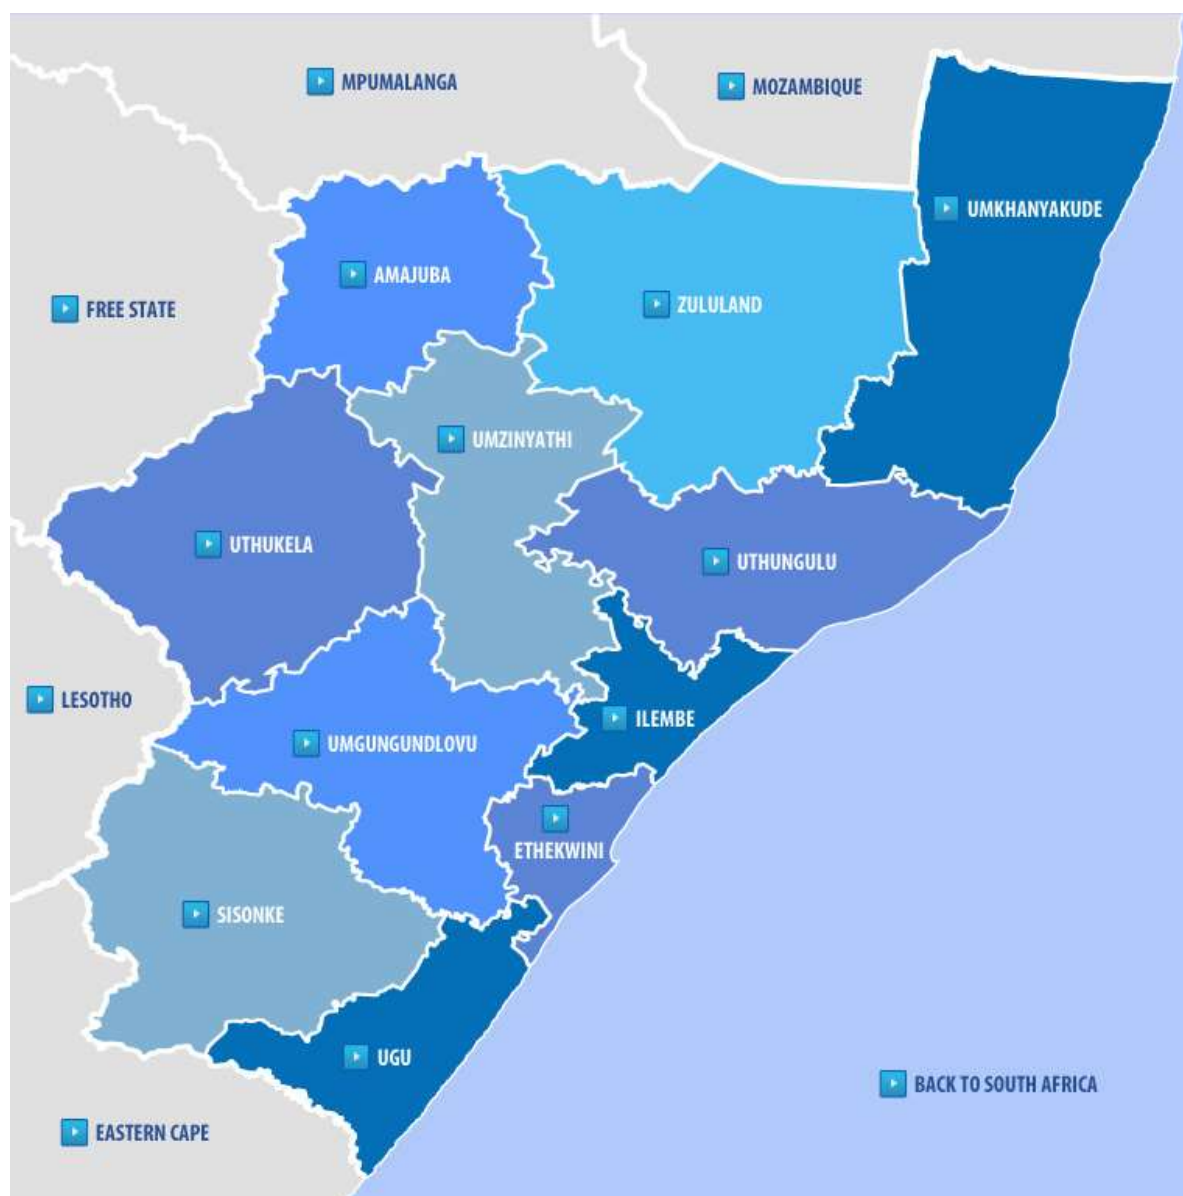 MPUMALANGA
MOZAMBIQUE
UMKHANYAKUDE
AMAJUBA
ZULULAND
FREE STATE
UMZINYATHI
UTHUKELA
UTHUNGULU
LESOTHO
ILEMBE
UMGUNGUNDLOVU
ETHEKWINI
SISONKE
UGU
BACK TO SOUTH AFRICA
EASTERN CAPE